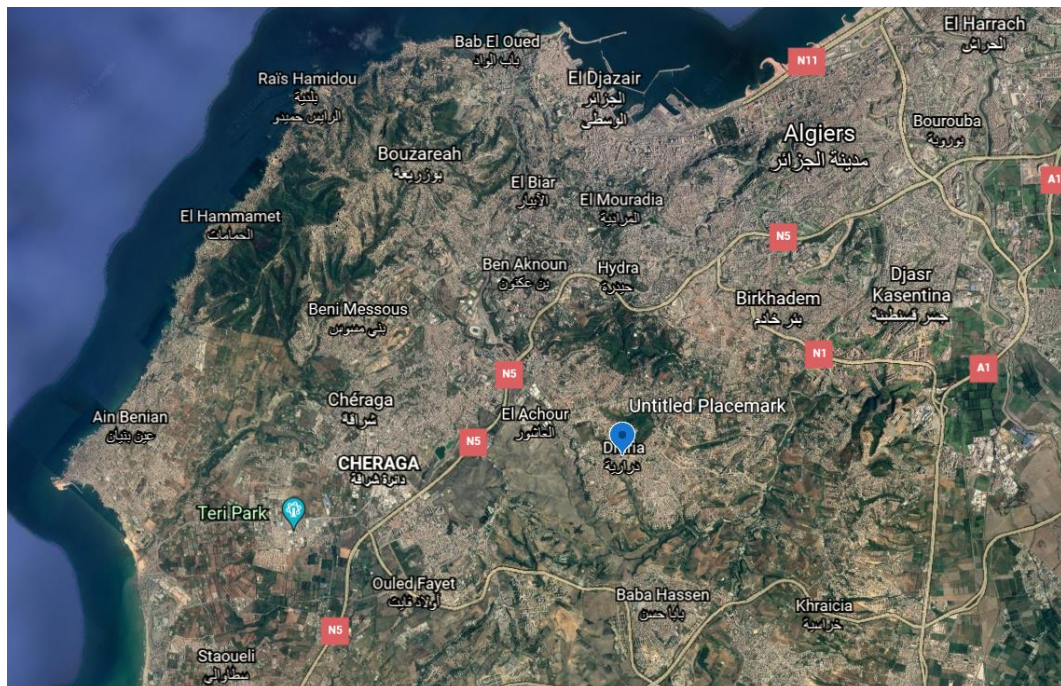 El Harrach
الحراش
Bab El Oued
باب الواد
N11
Raïs Hamidou
بلدية
الرايس حميدو
El Djazair
الجزائر
الوسطى
Bourouba
بوروبة
Algiers
مدينة الجزائر
Bouzareah
بوزريعة
A1
El Biar
الأبيار
El Mouradia
المرادية
El Hammamet
الحمامات
N5
Ben Aknoun
بن عكنون
Hydra
حيدرة
Djasr
Kasentina
جسر قسنطينة
Beni Messous
بني مسوس
Birkhadem
بئر خادم
N1
N5
A1
Chéraga
شراقة
Ain Benian
عين بنيان
El Achour
العاشور
Untitled Placemark
N5
درارية
CHERAGA
دائرة شراقة
Teri Park
Ouled Fayet
أولاد فايت
Baba Hassen
بابا حسن
Khraicia
خرايسية
N5
Staoueli
سطاوالي